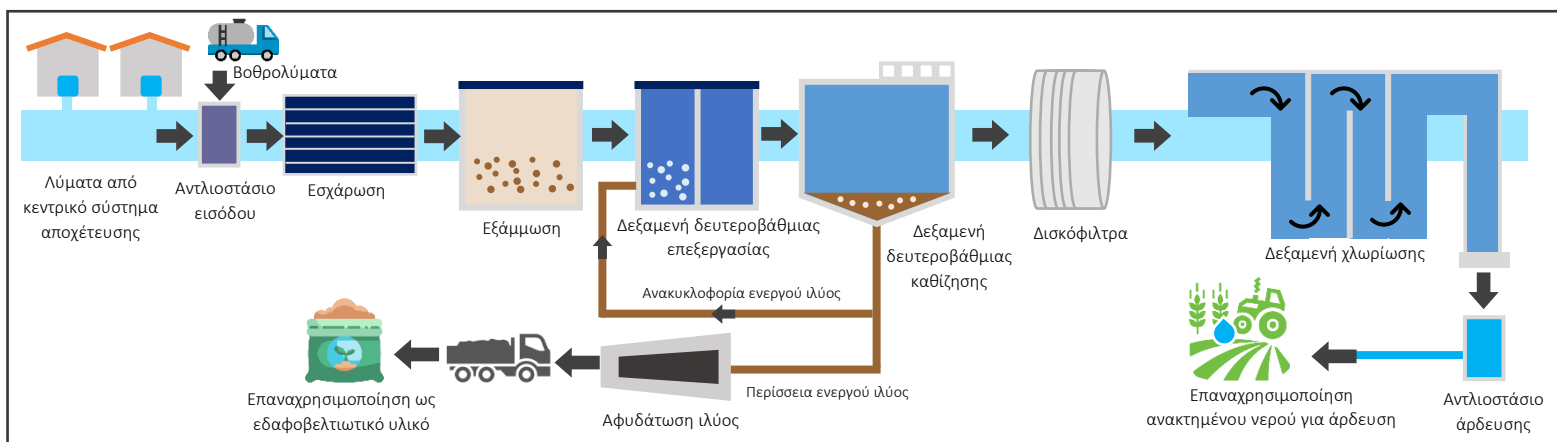 Βοθρολύματα
Λύματα από
κεντρικό σύστημα
αποχέτευσης
Αντλιοστάσιο
εισόδου
Εσχάρωση
Εξάμμωση
Δεξαμενή δευτεροβάθμιας
επεξεργασίας
Δεξαμενή
δευτεροβάθμιας
καθίζησης
Δισκόφιλτρα
Δεξαμενή χλωρίωσης
Ανακυκλοφορία ενεργού ιλύος
Περίσσεια ενεργού ιλύος
Αφυδάτωση ιλύος
Επαναχρησιμοποίηση ως
εδαφοβελτιωτικό υλικό
Επαναχρησιμοποίηση
ανακτημένου νερού για άρδευση
Αντλιοστάσιο
άρδευσης